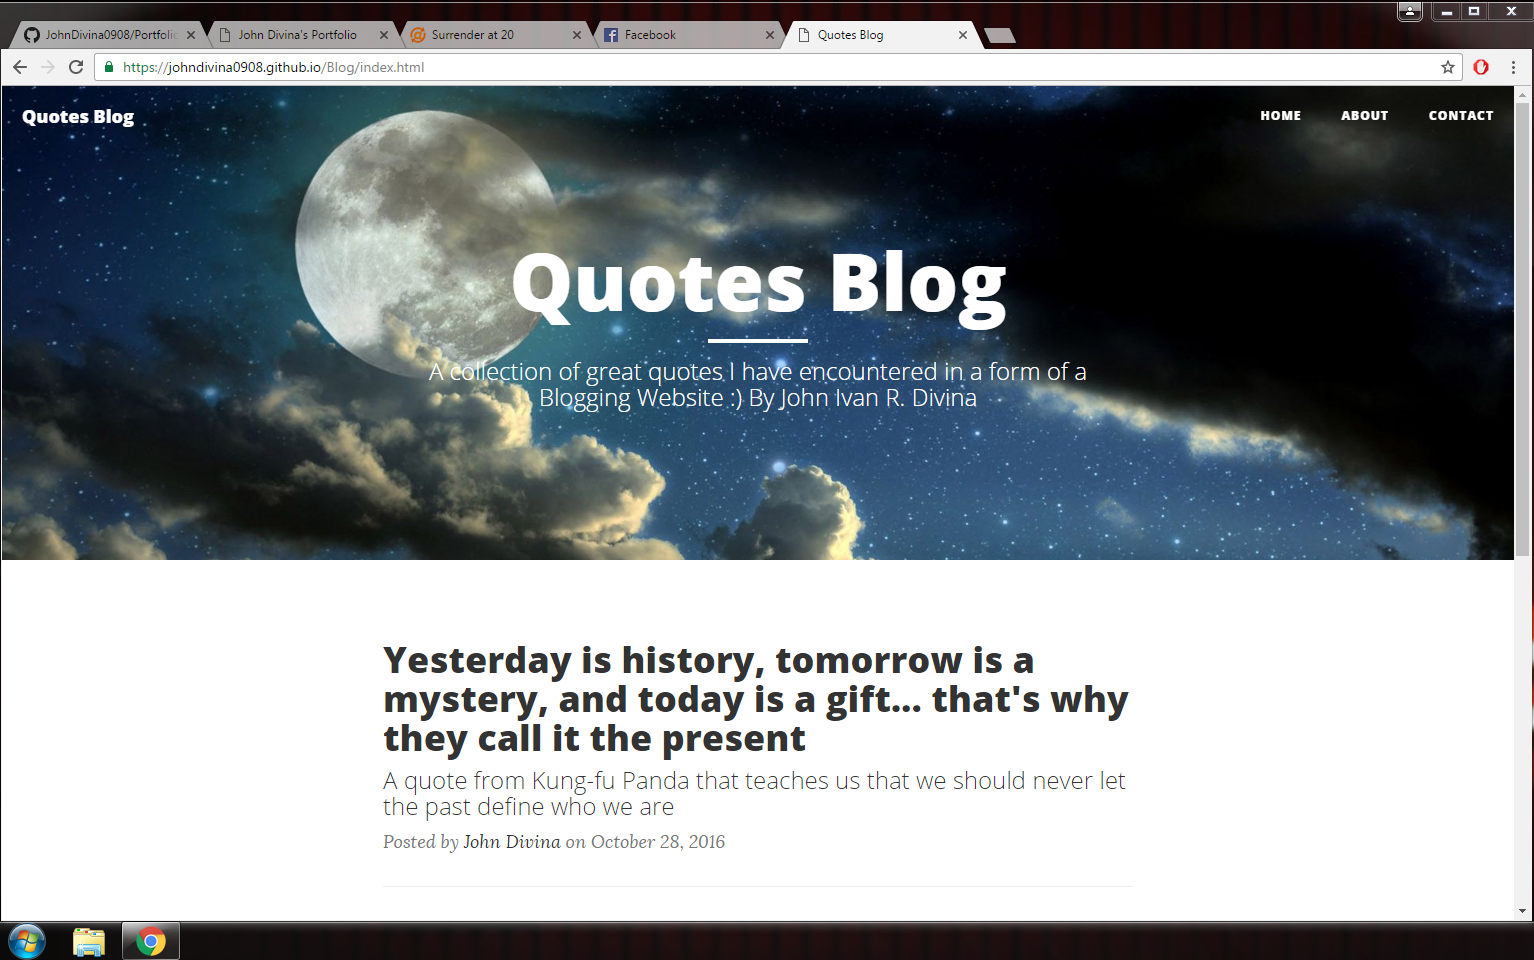 JohnDivina0908/Portfolio
John Divina's Portfolio
Surrender at 20
Facebook
Quotes Blog
https://johndivina0908.github.io/Blog/index.html
Quotes Blog
HOME
ABOUT
CONTACT
Quotes Blog
A collection of great quotes I have encountered in a form of a
Blogging Website :) By John Ivan R. Divina
Yesterday is history, tomorrow is a
mystery, and today is a gift... that's why
they call it the present
A quote from Kung-fu Panda that teaches us that we should never let
the past define who we are
Posted by John Divina on October 28, 2016